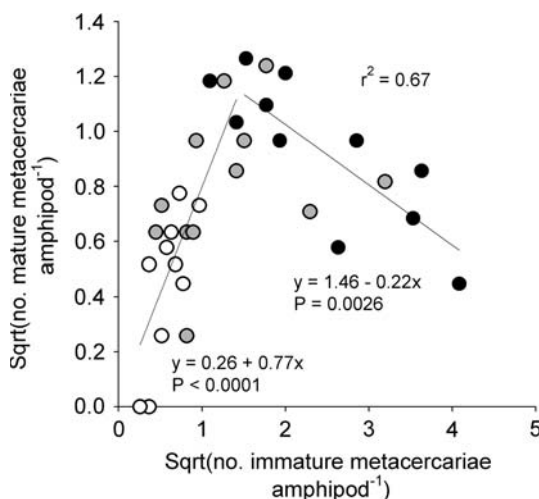 Sqrt(no. mature metacercariae
amphipod⁻¹)
1.4
1.2
1.0
0.8
0.6
0.4
0.2
0.0
r² = 0.67
y = 1.46 - 0.22x
P = 0.0026
y = 0.26 + 0.77x
P < 0.0001
0
1
2
3
4
5
Sqrt(no. immature metacercariae
amphipod⁻¹)